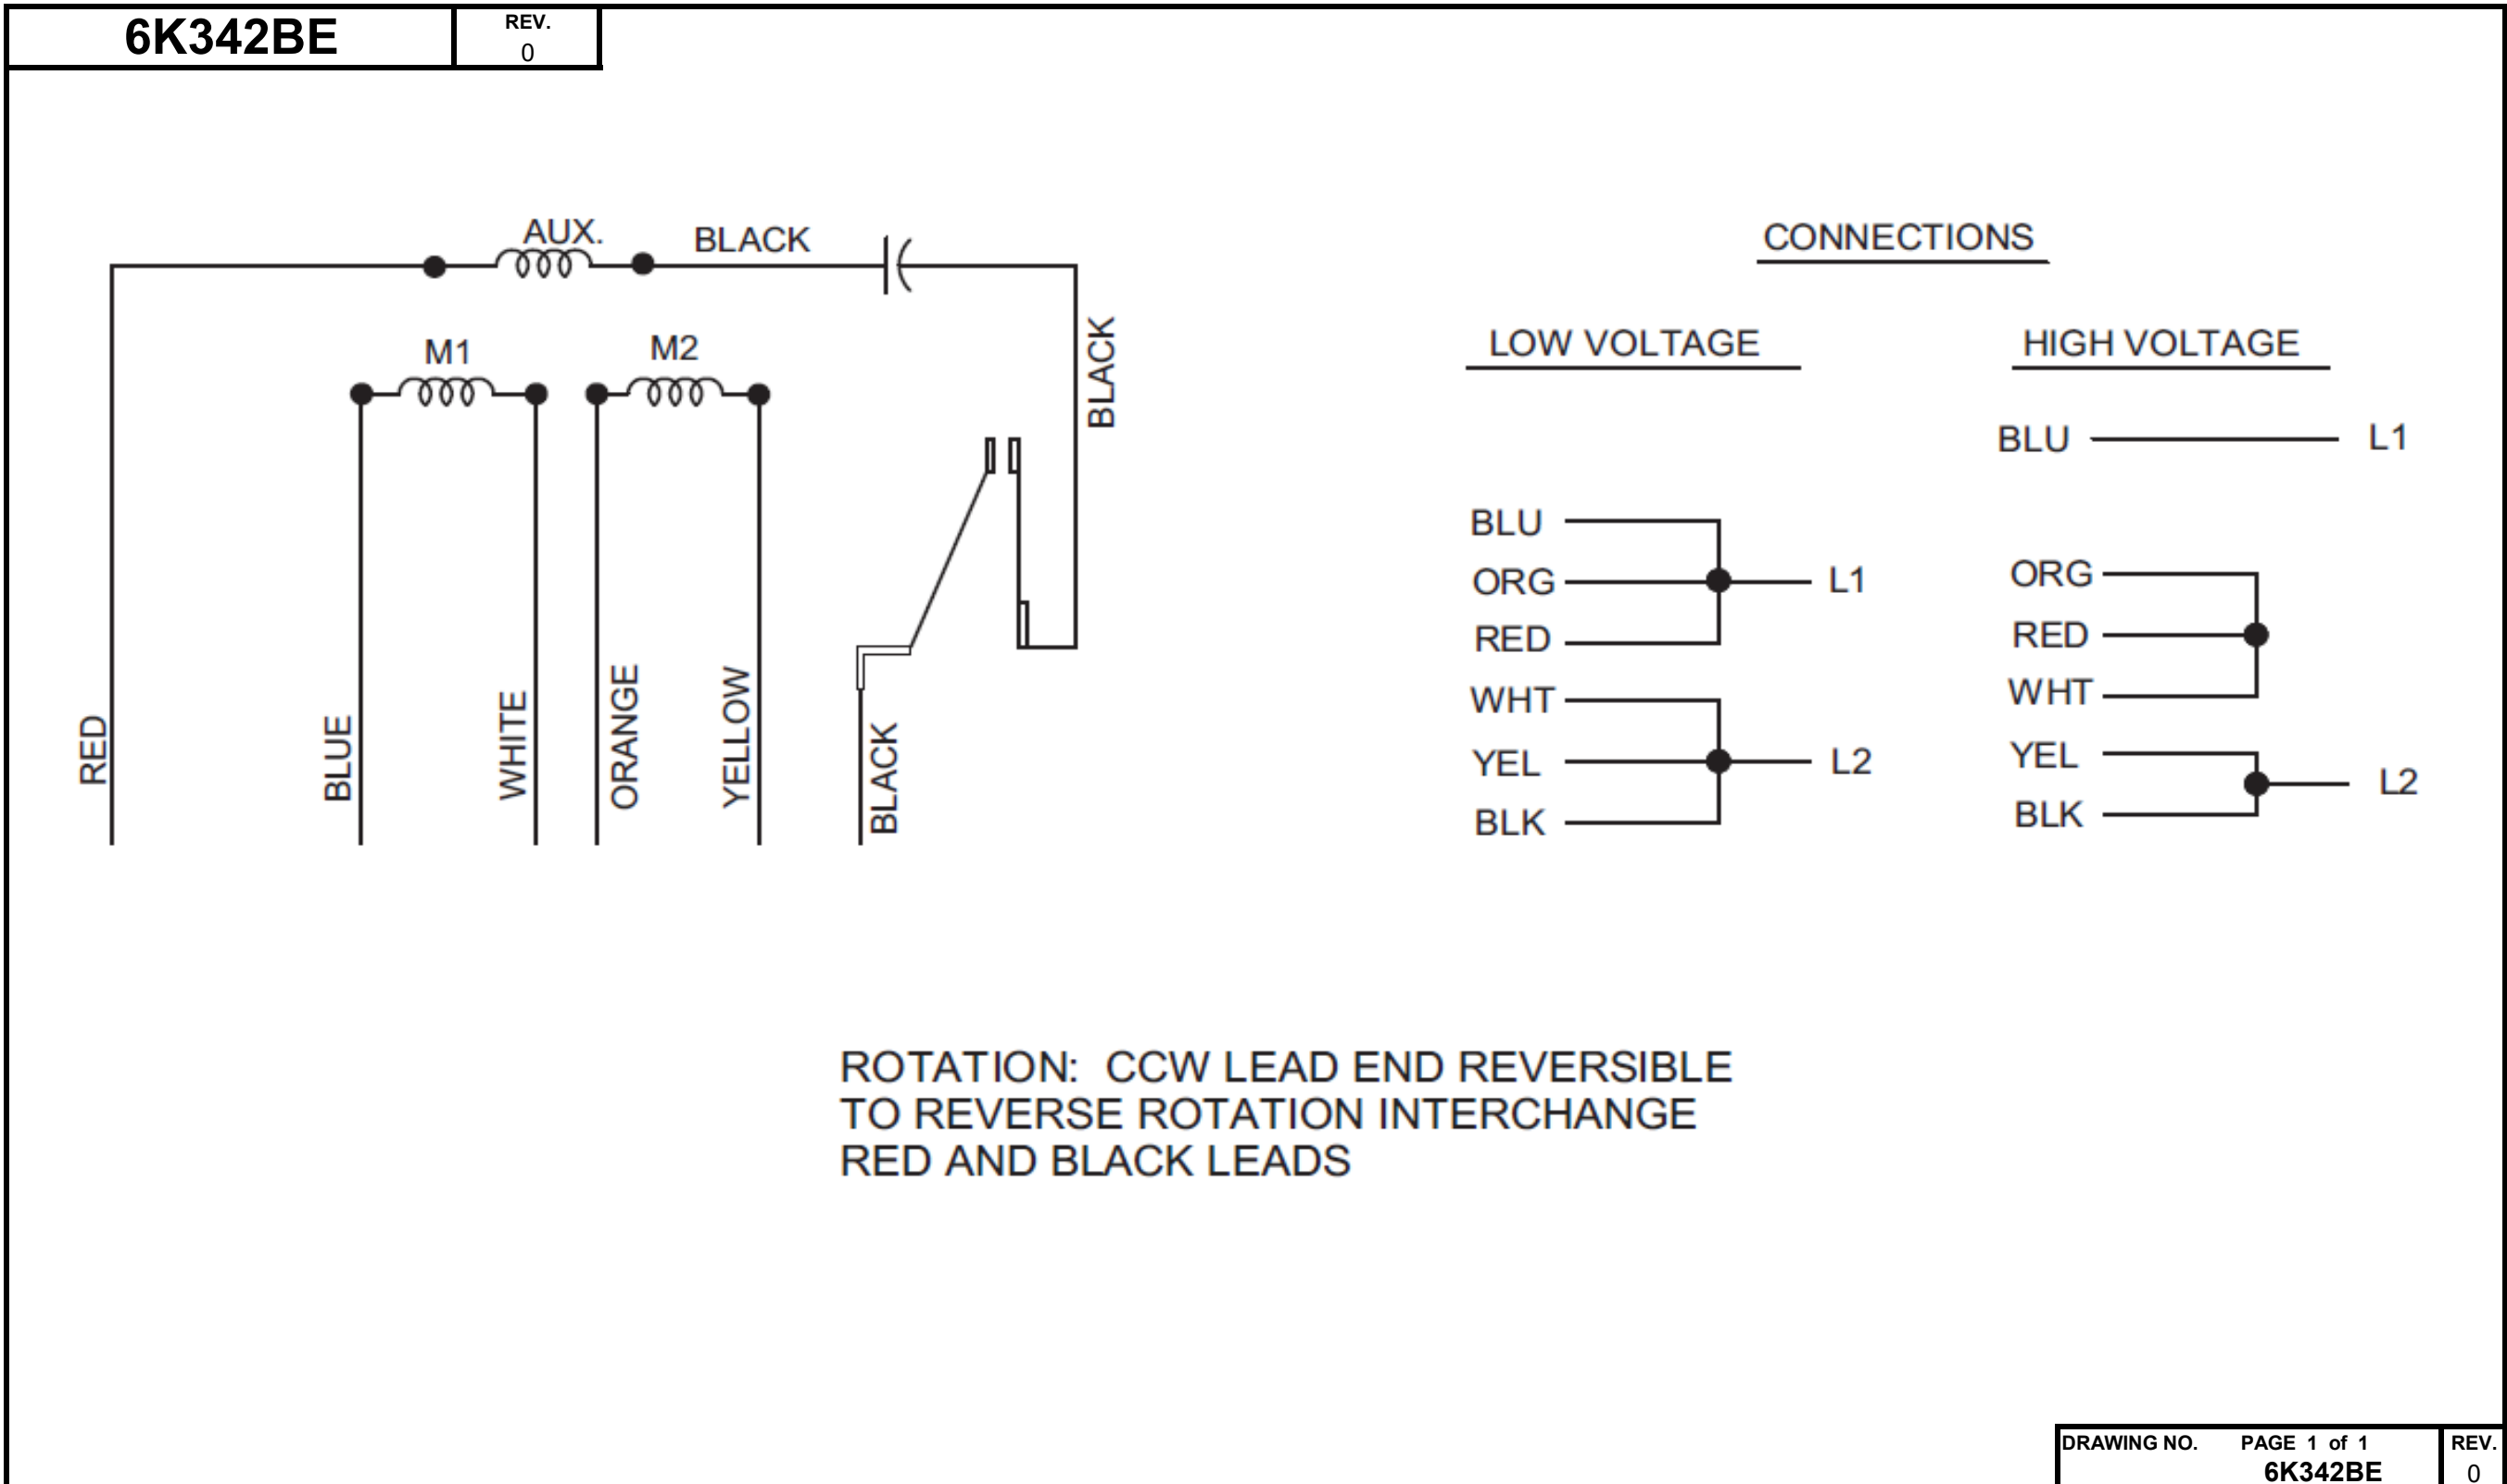 6K342BE
REV.
0
AUX.
BLACK
M1
M2
BLACK
RED
BLUE
WHITE
ORANGE
YELLOW
BLACK
CONNECTIONS
LOW VOLTAGE
BLU
ORG
RED
L1
WHT
YEL
BLK
L2
HIGH VOLTAGE
BLU
L1
ORG
RED
WHT
YEL
BLK
L2
ROTATION: CCW LEAD END REVERSIBLE
TO REVERSE ROTATION INTERCHANGE
RED AND BLACK LEADS
DRAWING NO. PAGE 1 of 1
6K342BE
REV.
0